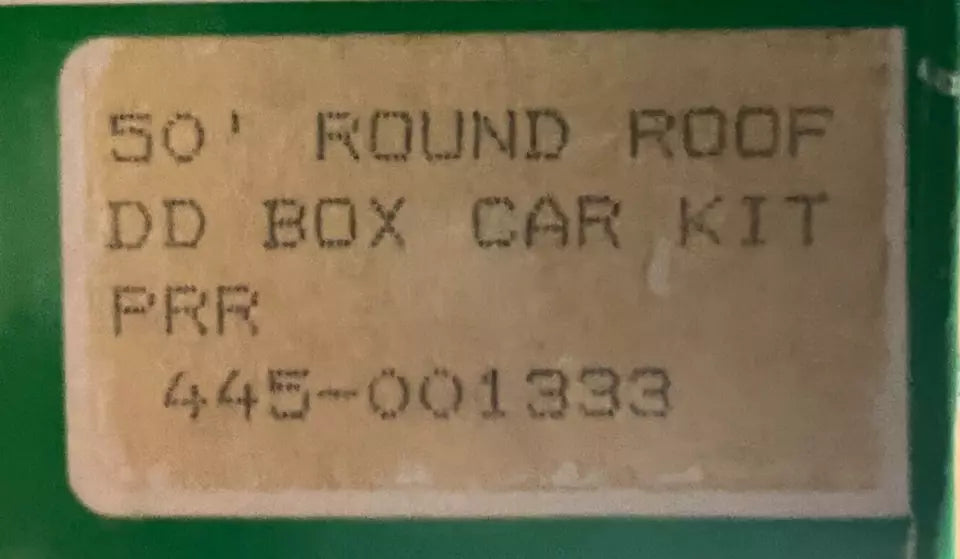 50' ROUND ROOF
DD BOX CAR KIT
PRR
445-001333